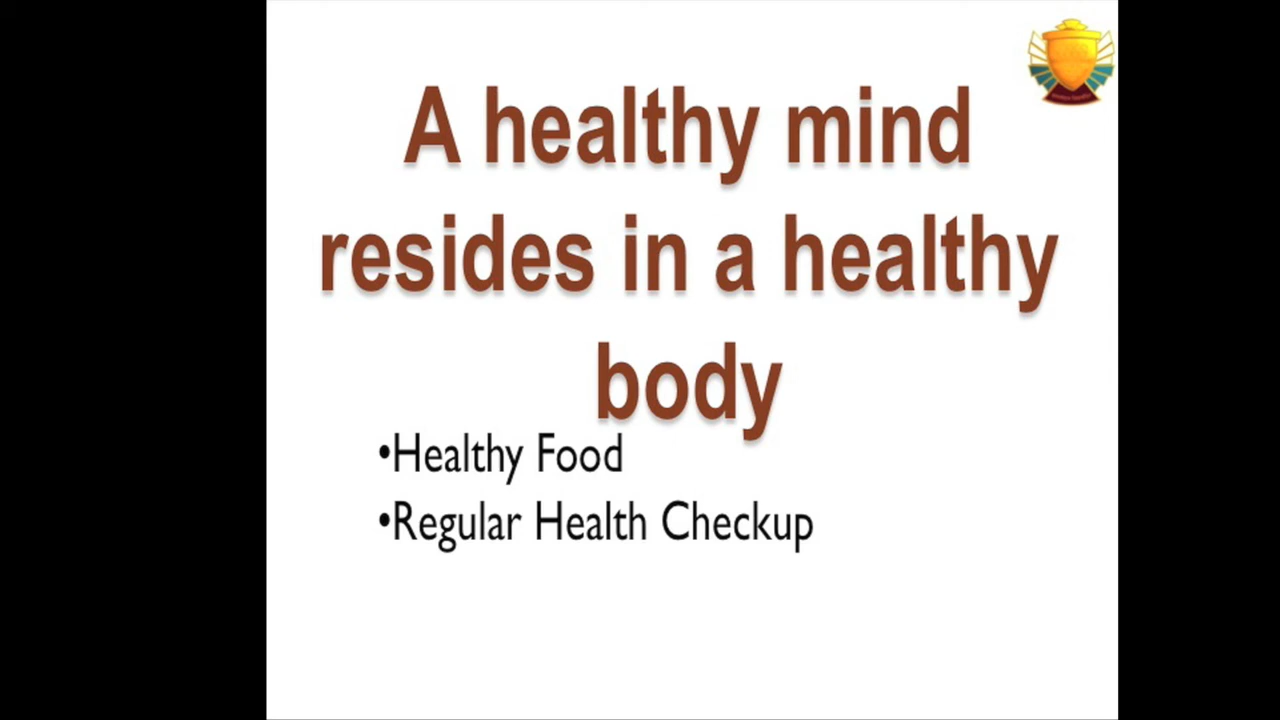 A healthy mind
resides in a healthy
body
•Healthy Food
•Regular Health Checkup